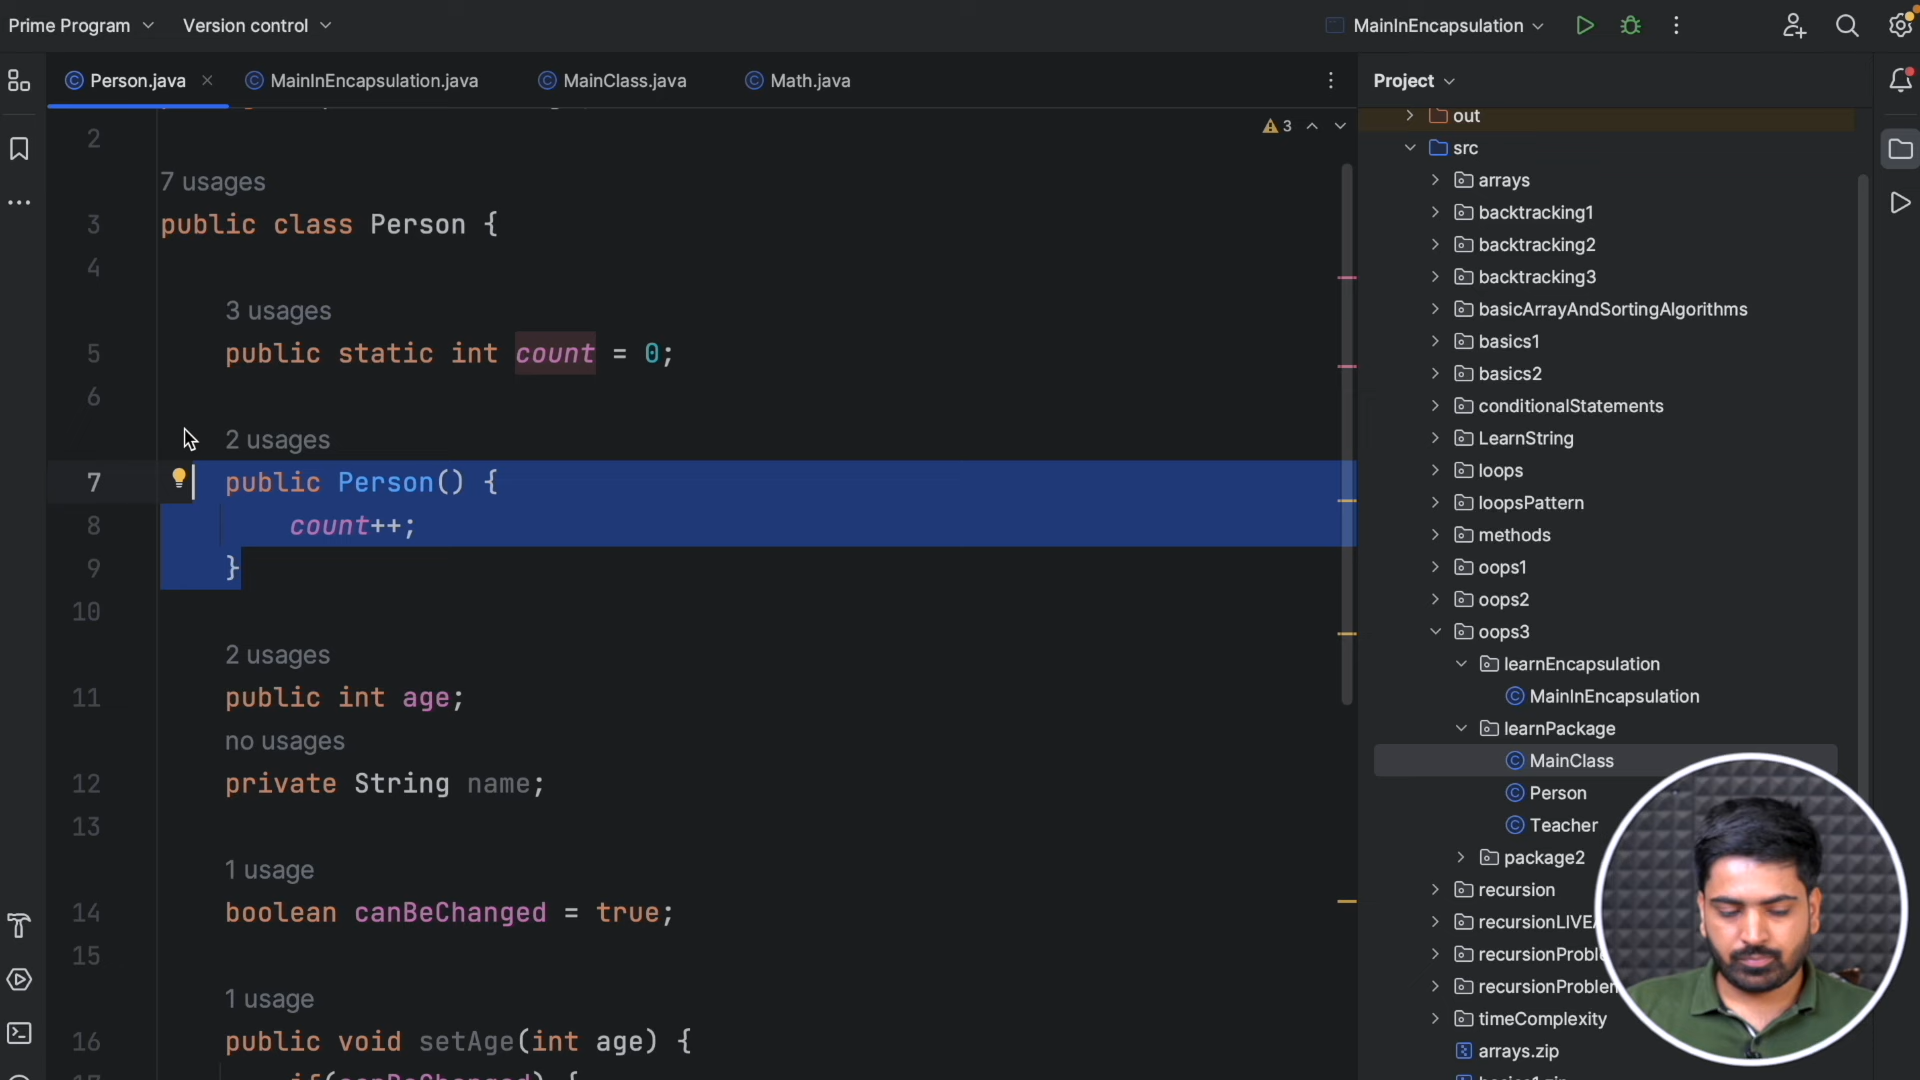 Prime Program
Version control
MainInEncapsulation
Person.java
MainInEncapsulation.java
MainClass.java
Math.java
Project
3
2
7 usages
3 public class Person {
4
3 usages
5 public static int count = 0;
6
2 usages
7 public Person() {
8 count++;
9 }
10
2 usages
11 public int age;
no usages
12 private String name;
13
1 usage
14 boolean canBeChanged = true;
15
1 usage
16 public void setAge(int age) {
out
src
arrays
backtracking1
backtracking2
backtracking3
basicArrayAndSortingAlgorithms
basics1
basics2
conditionalStatements
LearnString
loops
loopsPattern
methods
oops1
oops2
oops3
learnEncapsulation
MainInEncapsulation
learnPackage
MainClass
Person
Teacher
package2
recursion
timeComplexity
arrays.zip